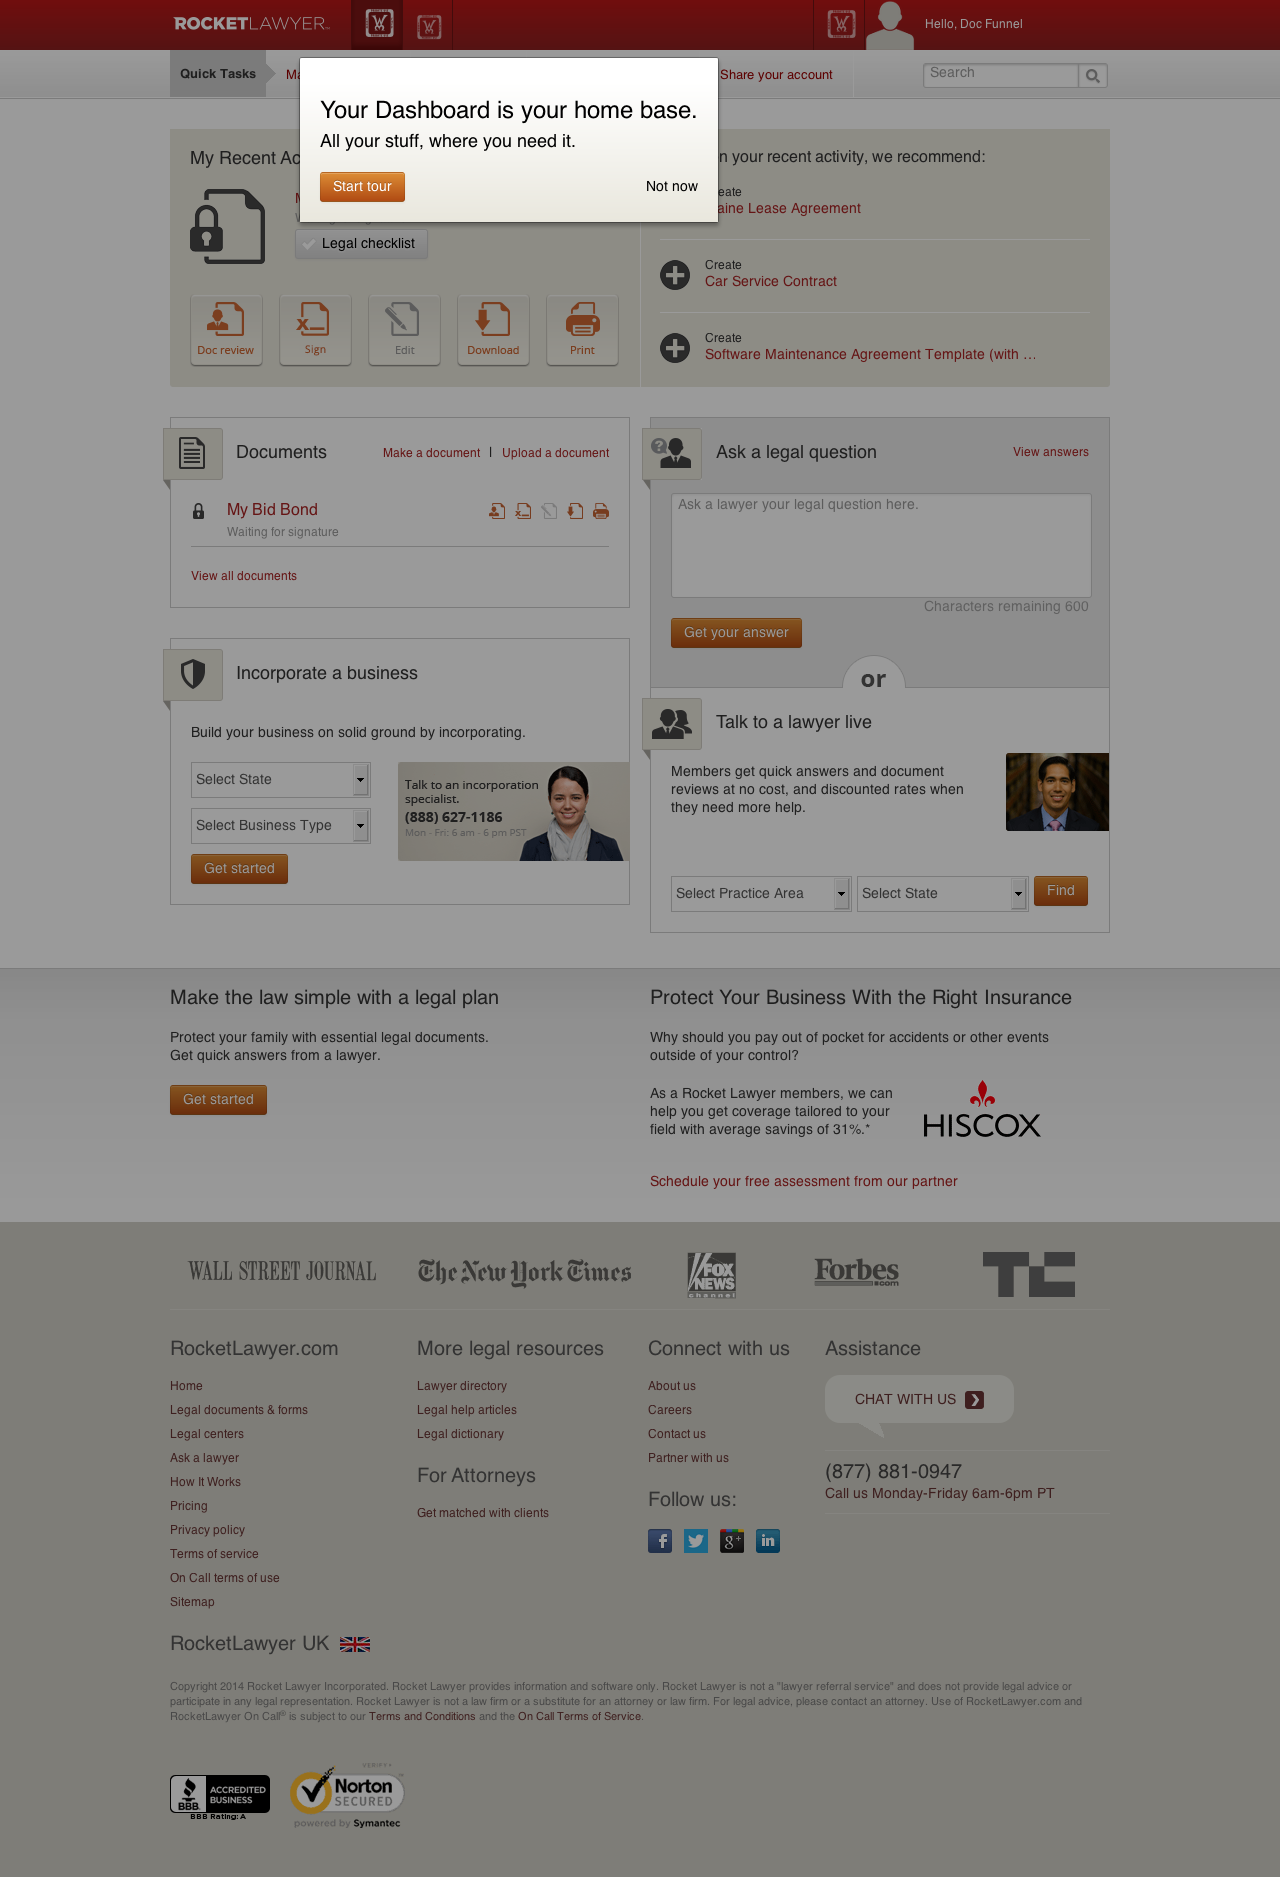 ROCKETLAWYER
Hello, Doc Funnel
Quick Tasks
Share your account
Search
Your Dashboard is your home base.
All your stuff, where you need it.
Start tour
Not now
My Recent
n your recent activity, we recommend:
Legal checklist
Doc review
Sign
Edit
Download
Print
eate
aine Lease Agreement
Create
Car Service Contract
Create
Software Maintenance Agreement Template (with …
Documents
Make a document | Upload a document
My Bid Bond
Waiting for signature
View all documents
Ask a legal question
View answers
Ask a lawyer your legal question here.
Characters remaining 600
Get your answer
or
Incorporate a business
Build your business on solid ground by incorporating.
Select State
Select Business Type
Get started
Talk to an incorporation
specialist.
(888) 627-1186
Mon - Fri: 6 am - 6 pm PST
Talk to a lawyer live
Members get quick answers and document
reviews at no cost, and discounted rates when
they need more help.
Select Practice Area
Select State
Find
Make the law simple with a legal plan
Protect your family with essential legal documents.
Get quick answers from a lawyer.
Get started
Protect Your Business With the Right Insurance
Why should you pay out of pocket for accidents or other events
outside of your control?
As a Rocket Lawyer members, we can
help you get coverage tailored to your
field with average savings of 31%.*
HISCOX
Schedule your free assessment from our partner
WALL STREET JOURNAL
The New York Times
FOX
NEWS
channel
Forbes
.com
TC
RocketLawyer.com
Home
Legal documents & forms
Legal centers
Ask a lawyer
How It Works
Pricing
Privacy policy
Terms of service
On Call terms of use
Sitemap
More legal resources
Lawyer directory
Legal help articles
Legal dictionary
For Attorneys
Get matched with clients
Connect with us
About us
Careers
Contact us
Partner with us
Follow us:
f
g+
in
Assistance
CHAT WITH US
(877) 881-0947
Call us Monday-Friday 6am-6pm PT
RocketLawyer UK
Copyright 2014 Rocket Lawyer Incorporated. Rocket Lawyer provides information and software only. Rocket Lawyer is not a "lawyer referral service" and does not provide legal advice or
participate in any legal representation. Rocket Lawyer is not a law firm or a substitute for an attorney or law firm. For legal advice, please contact an attorney. Use of RocketLawyer.com and
RocketLawyer On Call® is subject to our Terms and Conditions and the On Call Terms of Service.
BBB.
ACCREDITED
BUSINESS
BBB Rating: A
VERIFY
Norton
SECURED
powered by Symantec